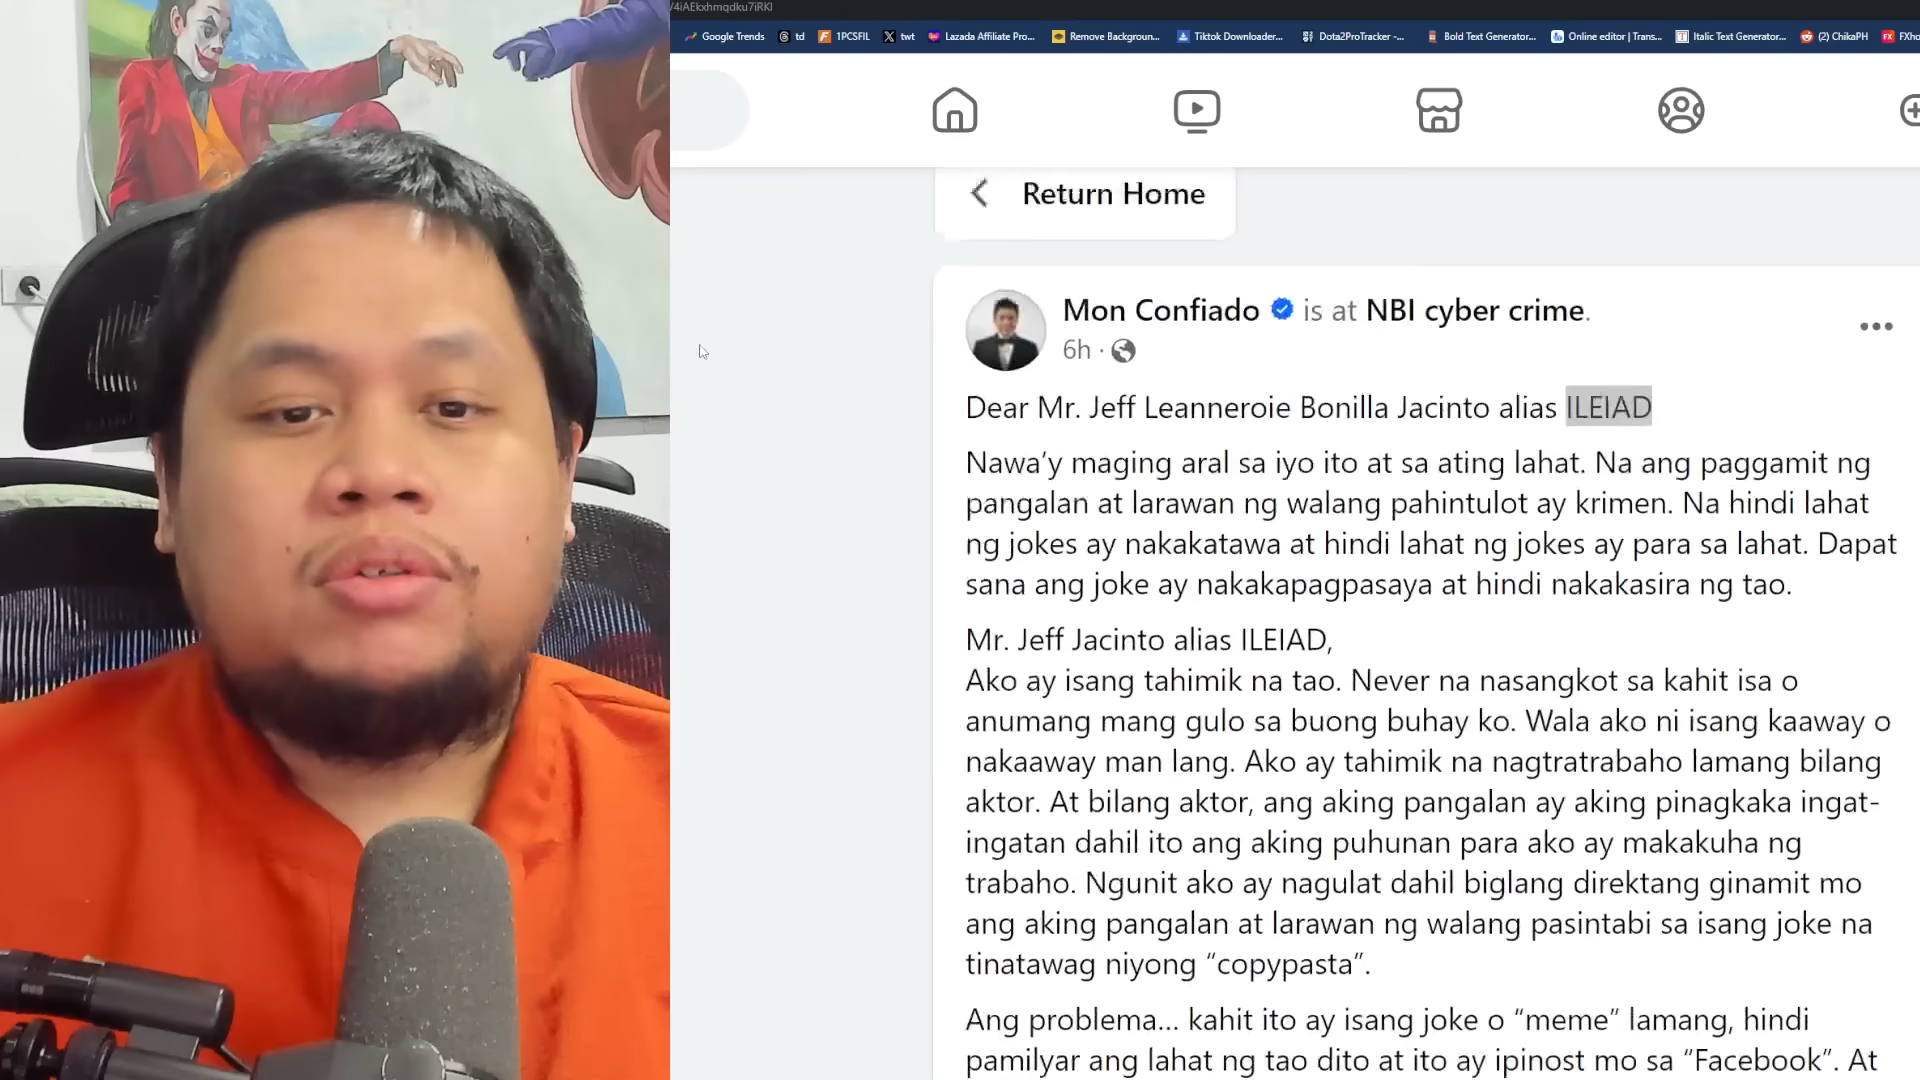 /4iAEkxhmqdku7iRKl
Google Trends td 1PCSFIL twt Lazada Affiliate Pro... Remove Backgroun... Tiktok Downloader... Dota2ProTracker -... Bold Text Generator... Online editor | Trans... Italic Text Generator... (2) ChikaPH FXho
Return Home
Mon Confiado is at NBI cyber crime.
6h ·
Dear Mr. Jeff Leanneroie Bonilla Jacinto alias ILEIAD
Nawa’y maging aral sa iyo ito at sa ating lahat. Na ang paggamit ng
pangalan at larawan ng walang pahintulot ay krimen. Na hindi lahat
ng jokes ay nakakatawa at hindi lahat ng jokes ay para sa lahat. Dapat
sana ang joke ay nakakapagpasaya at hindi nakakasira ng tao.
Mr. Jeff Jacinto alias ILEIAD,
Ako ay isang tahimik na tao. Never na nasangkot sa kahit isa o
anumang mang gulo sa buong buhay ko. Wala ako ni isang kaaway o
nakaaway man lang. Ako ay tahimik na nagtratrabaho lamang bilang
aktor. At bilang aktor, ang aking pangalan ay aking pinagkaka ingat-
ingatan dahil ito ang aking puhunan para ako ay makakuha ng
trabaho. Ngunit ako ay nagulat dahil biglang direktang ginamit mo
ang aking pangalan at larawan ng walang pasintabi sa isang joke na
tinatawag niyong “copypasta”.
Ang problema... kahit ito ay isang joke o “meme” lamang, hindi
pamilyar ang lahat ng tao dito at ito ay ipinost mo sa “Facebook”. At